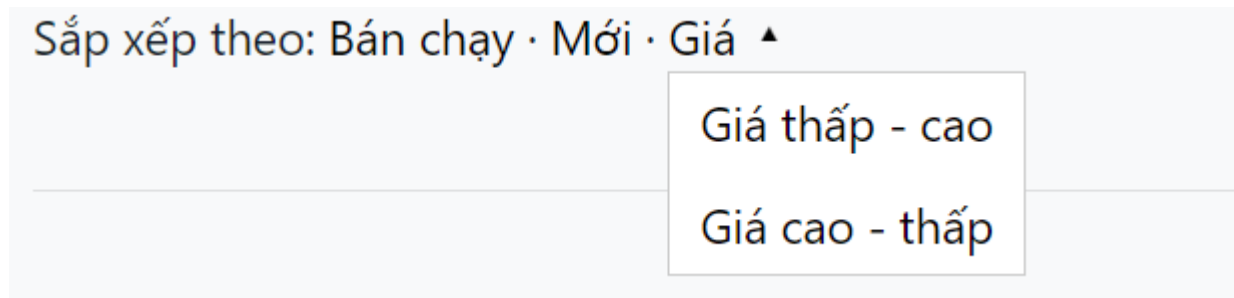 Sắp xếp theo: Bán chạy · Mới · Giá ▲
Giá thấp - cao
Giá cao - thấp